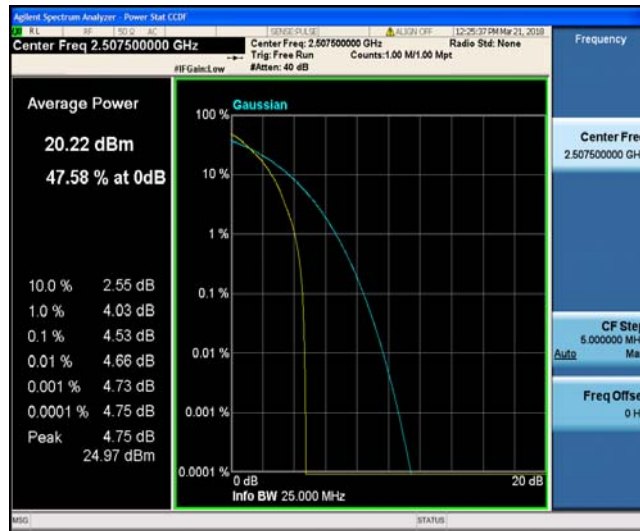 Agilent Spectrum Analyzer - Power Stat CCDF
RL RF 50 Ω AC SENSE:PULSE ALIGN OFF 12:25:37 PM Mar 21, 2018
Center Freq 2.507500000 GHz
Center Freq: 2.507500000 GHz Radio Std: None
Trig: Free Run Counts:1.00 M/1.00 Mpt
#IFGain:Low #Atten: 40 dB
Frequency
Average Power
20.22 dBm
47.58 % at 0dB
10.0 % 2.55 dB
1.0 % 4.03 dB
0.1 % 4.53 dB
0.01 % 4.66 dB
0.001 % 4.73 dB
0.0001 % 4.75 dB
Peak 4.75 dB
24.97 dBm
Gaussian
100 %
10 %
1 %
0.1 %
0.01 %
0.001 %
0.0001 %
0 dB 20 dB
Info BW 25.000 MHz
Center Fre
2.507500000 GH
CF Step
5.000000 MH
Auto Ma
Freq Offse
0 H
MSG STATUS